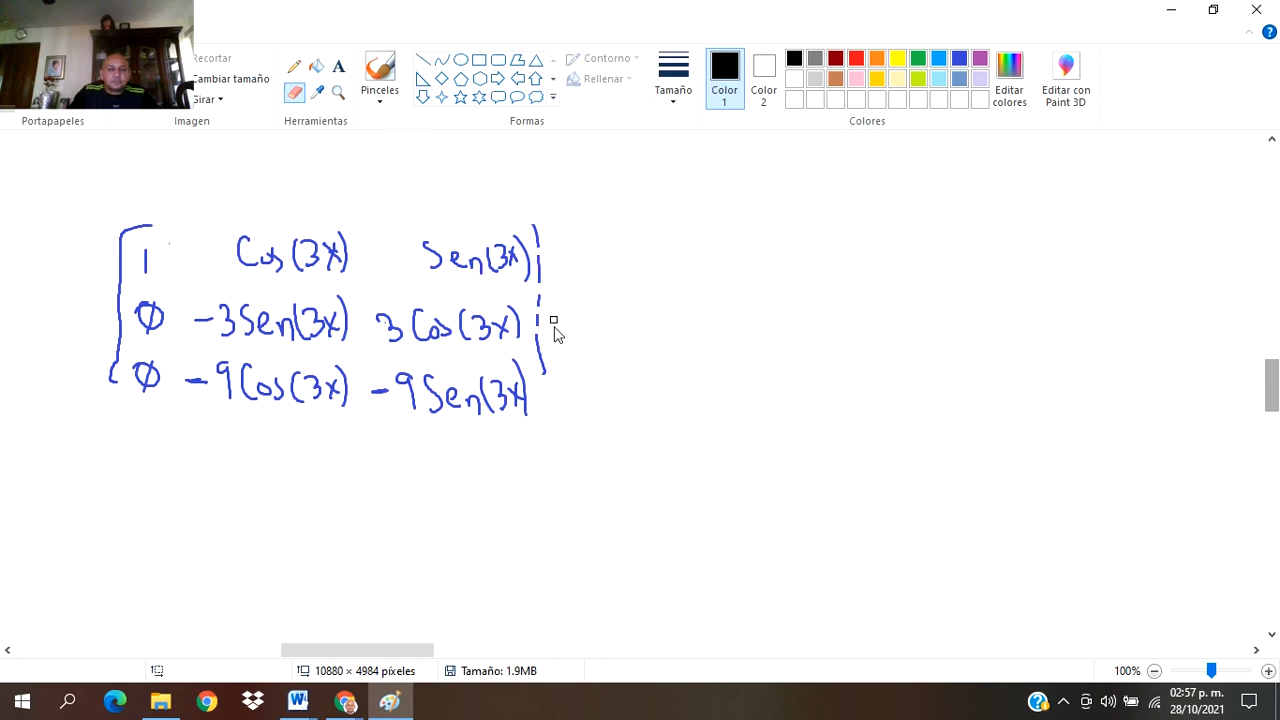 Recortar
Cambiar tamaño
Girar
Pinceles
Contorno
Rellenar
Tamaño
Color 1
Color 2
Editar colores
Editar con Paint 3D
Portapapeles
Imagen
Herramientas
Formas
Colores
1 Cos(3x) Sen(3x)
0 -3Sen(3x) 3Cos(3x)
0 -9Cos(3x) -9Sen(3x)
10880 × 4984 píxeles
Tamaño: 1.9MB
100%
02:57 p. m.
28/10/2021